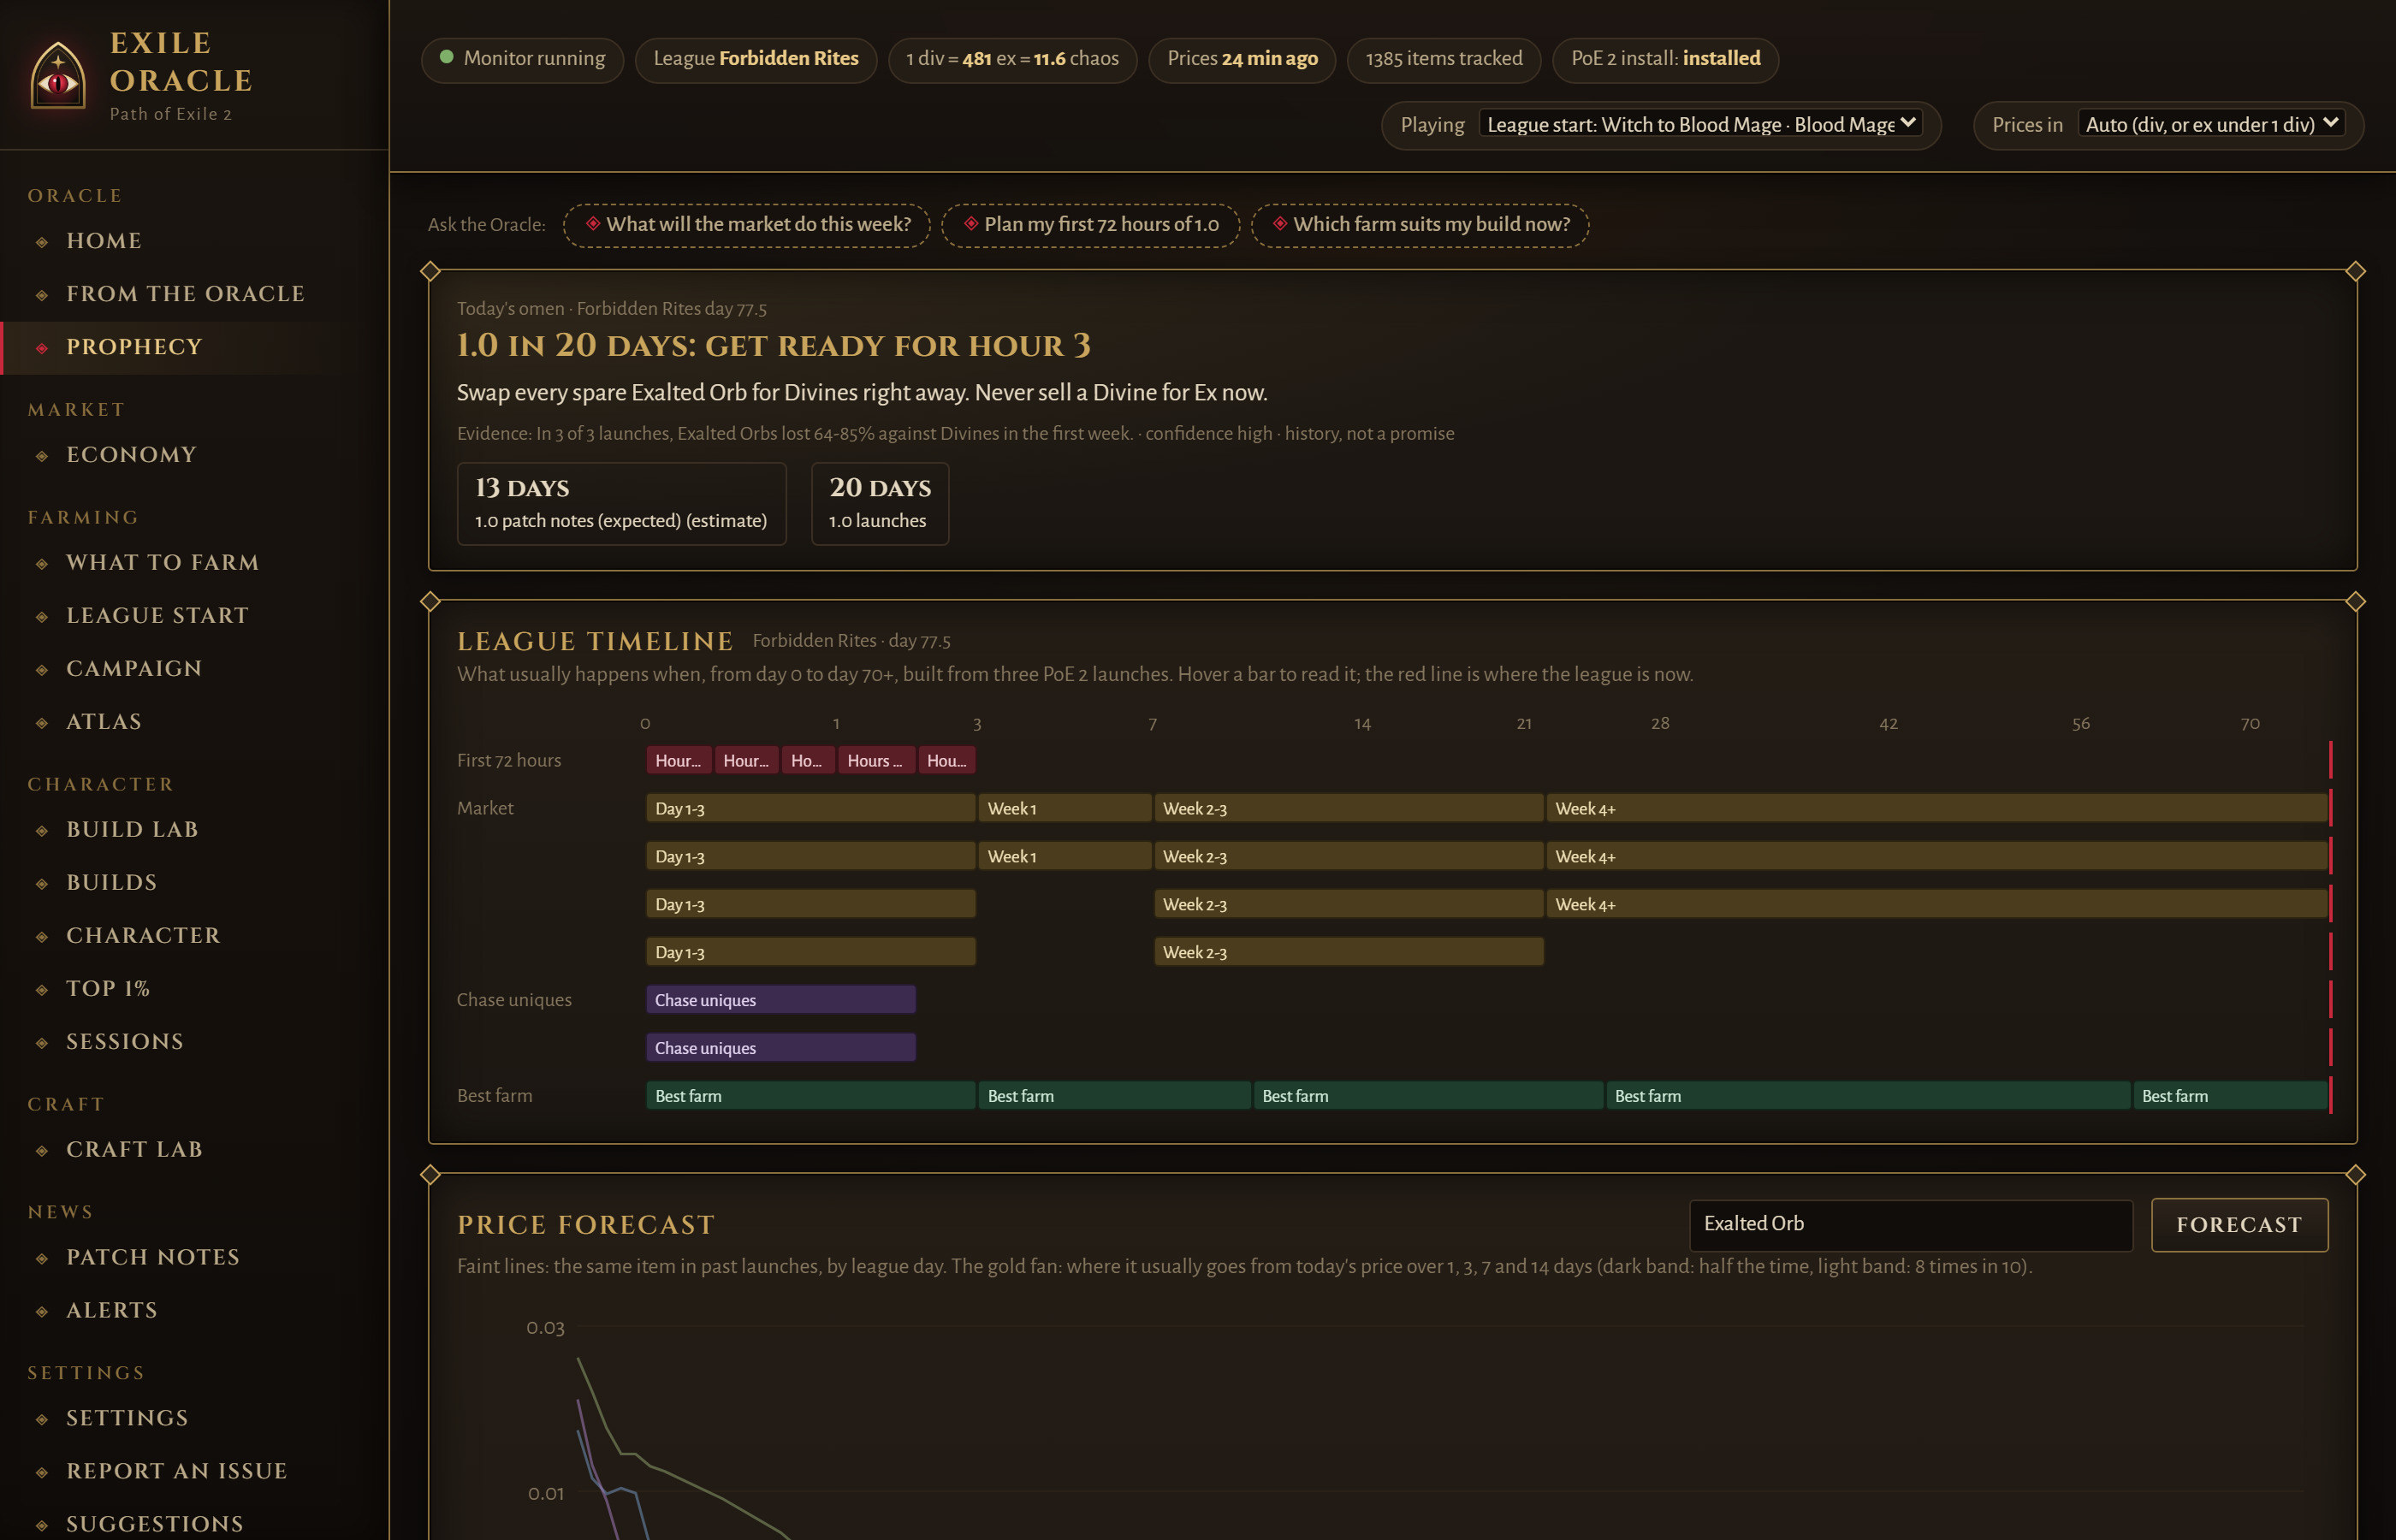 EXILE
ORACLE
Path of Exile 2
ORACLE
HOME
FROM THE ORACLE
PROPHECY
MARKET
ECONOMY
FARMING
WHAT TO FARM
LEAGUE START
CAMPAIGN
ATLAS
CHARACTER
BUILD LAB
BUILDS
CHARACTER
TOP 1%
SESSIONS
CRAFT
CRAFT LAB
NEWS
PATCH NOTES
ALERTS
SETTINGS
SETTINGS
REPORT AN ISSUE
SUGGESTIONS
Monitor running
League Forbidden Rites
1 div = 481 ex = 11.6 chaos
Prices 24 min ago
1385 items tracked
PoE 2 install: installed
Playing League start: Witch to Blood Mage · Blood Mage
Prices in Auto (div, or ex under 1 div)
Ask the Oracle: What will the market do this week? Plan my first 72 hours of 1.0 Which farm suits my build now?
Today's omen · Forbidden Rites day 77.5
1.0 IN 20 DAYS: GET READY FOR HOUR 3
Swap every spare Exalted Orb for Divines right away. Never sell a Divine for Ex now.
Evidence: In 3 of 3 launches, Exalted Orbs lost 64-85% against Divines in the first week. · confidence high · history, not a promise
13 DAYS
1.0 patch notes (expected) (estimate)
20 DAYS
1.0 launches
LEAGUE TIMELINE Forbidden Rites · day 77.5
What usually happens when, from day 0 to day 70+, built from three PoE 2 launches. Hover a bar to read it; the red line is where the league is now.
0 1 3 7 14 21 28 42 56 70
First 72 hours Hour... Hour... Ho... Hours ... Hou...
Market Day 1-3 Week 1 Week 2-3 Week 4+
Day 1-3 Week 1 Week 2-3 Week 4+
Day 1-3 Week 2-3 Week 4+
Day 1-3 Week 2-3
Chase uniques Chase uniques
Chase uniques
Best farm Best farm Best farm Best farm Best farm Best farm
PRICE FORECAST Exalted Orb FORECAST
Faint lines: the same item in past launches, by league day. The gold fan: where it usually goes from today's price over 1, 3, 7 and 14 days (dark band: half the time, light band: 8 times in 10).
0.03
0.01